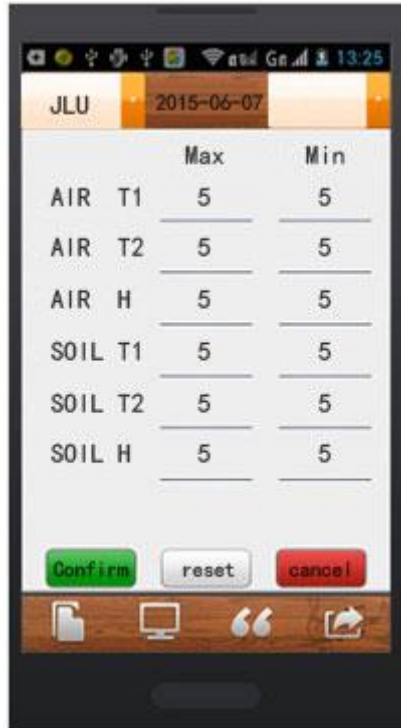 13:25
JLU 2015-06-07
Max Min
AIR T1 5 5
AIR T2 5 5
AIR H 5 5
SOIL T1 5 5
SOIL T2 5 5
SOIL H 5 5
Confirm reset cancel